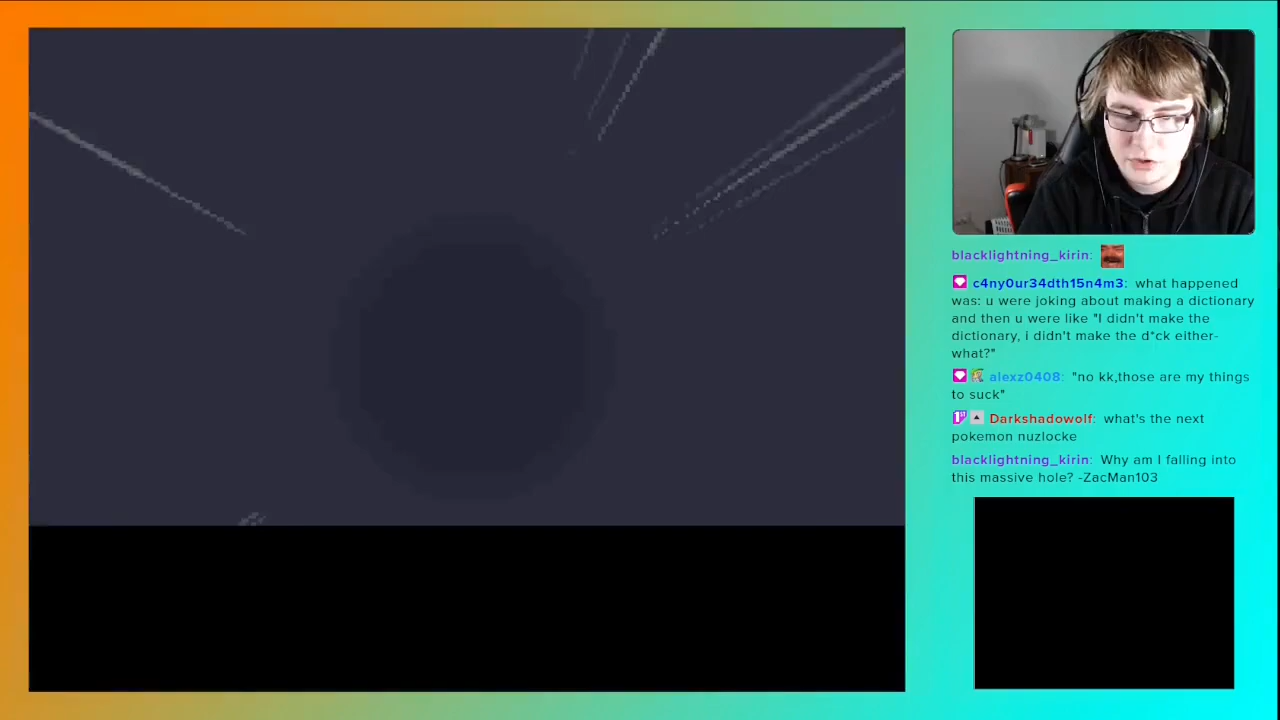 blacklightning_kirin:
c4ny0ur34dth15n4m3: what happened
was: u were joking about making a dictionary
and then u were like "I didn't make the
dictionary, i didn't make the d*ck either-
what?"
alexz0408: "no kk,those are my things
to suck"
Darkshadowolf: what's the next
pokemon nuzlocke
blacklightning_kirin: Why am I falling into
this massive hole? -ZacMan103